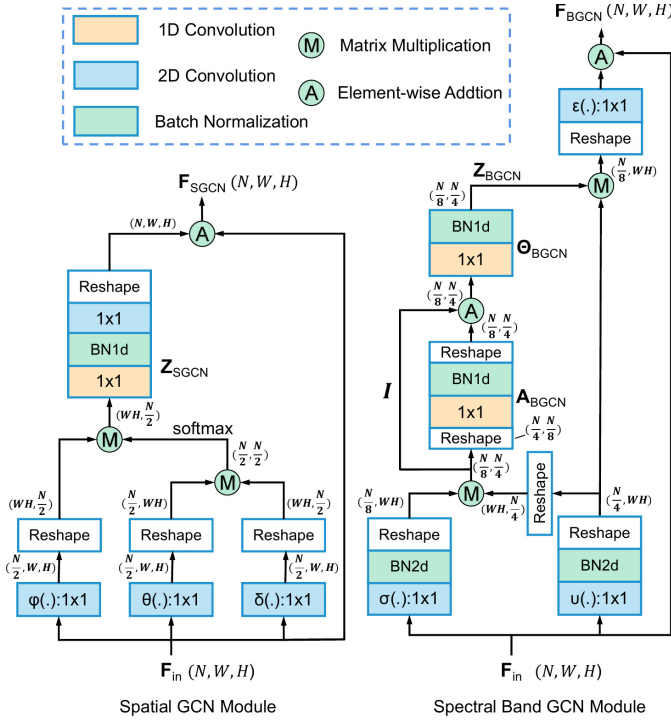 1D Convolution
2D Convolution
Batch Normalization
M Matrix Multiplication
A Element-wise Addtion
F_SGCN (N, W, H)
(N, W, H)
A
Reshape
1x1
BN1d
1x1
Z_SGCN
(WH, N/2)
M
softmax
(N/2, N/2)
M
(WH, N/2)
(N/2, WH)
(WH, N/2)
Reshape
Reshape
Reshape
(N/2, W, H)
(N/2, W, H)
(N/2, W, H)
φ(.):1x1
θ(.):1x1
δ(.):1x1
F_in (N, W, H)
Spatial GCN Module
F_BGCN (N, W, H)
A
ε(.):1x1
Reshape
(N/8, WH)
M
Z_BGCN
(N/8, N/4)
BN1d
1x1
Θ_BGCN
(N/8, N/4)
A
(N/8, N/4)
Reshape
BN1d
1x1
Reshape
A_BGCN
(N/4, N/8)
I
(N/8, N/4)
M
(N/8, WH)
(WH, N/4)
Reshape
(N/4, WH)
Reshape
BN2d
σ(.):1x1
Reshape
BN2d
υ(.):1x1
F_in (N, W, H)
Spectral Band GCN Module